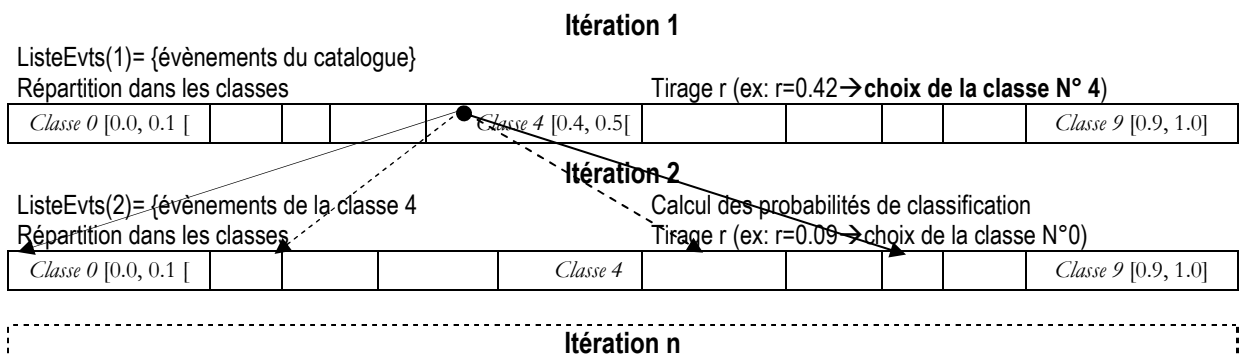 Itération 1
ListeEvts(1)= {évènements du catalogue}
Répartition dans les classes Tirage r (ex: r=0.42→choix de la classe N° 4)
Classe 0 [0.0, 0.1 [ Classe 4 [0.4, 0.5[ Classe 9 [0.9, 1.0]
Itération 2
ListeEvts(2)= {évènements de la classe 4 Calcul des probabilités de classification
Répartition dans les classes Tirage r (ex: r=0.09→choix de la classe N°0)
Classe 0 [0.0, 0.1 [ Classe 4 Classe 9 [0.9, 1.0]
Itération n